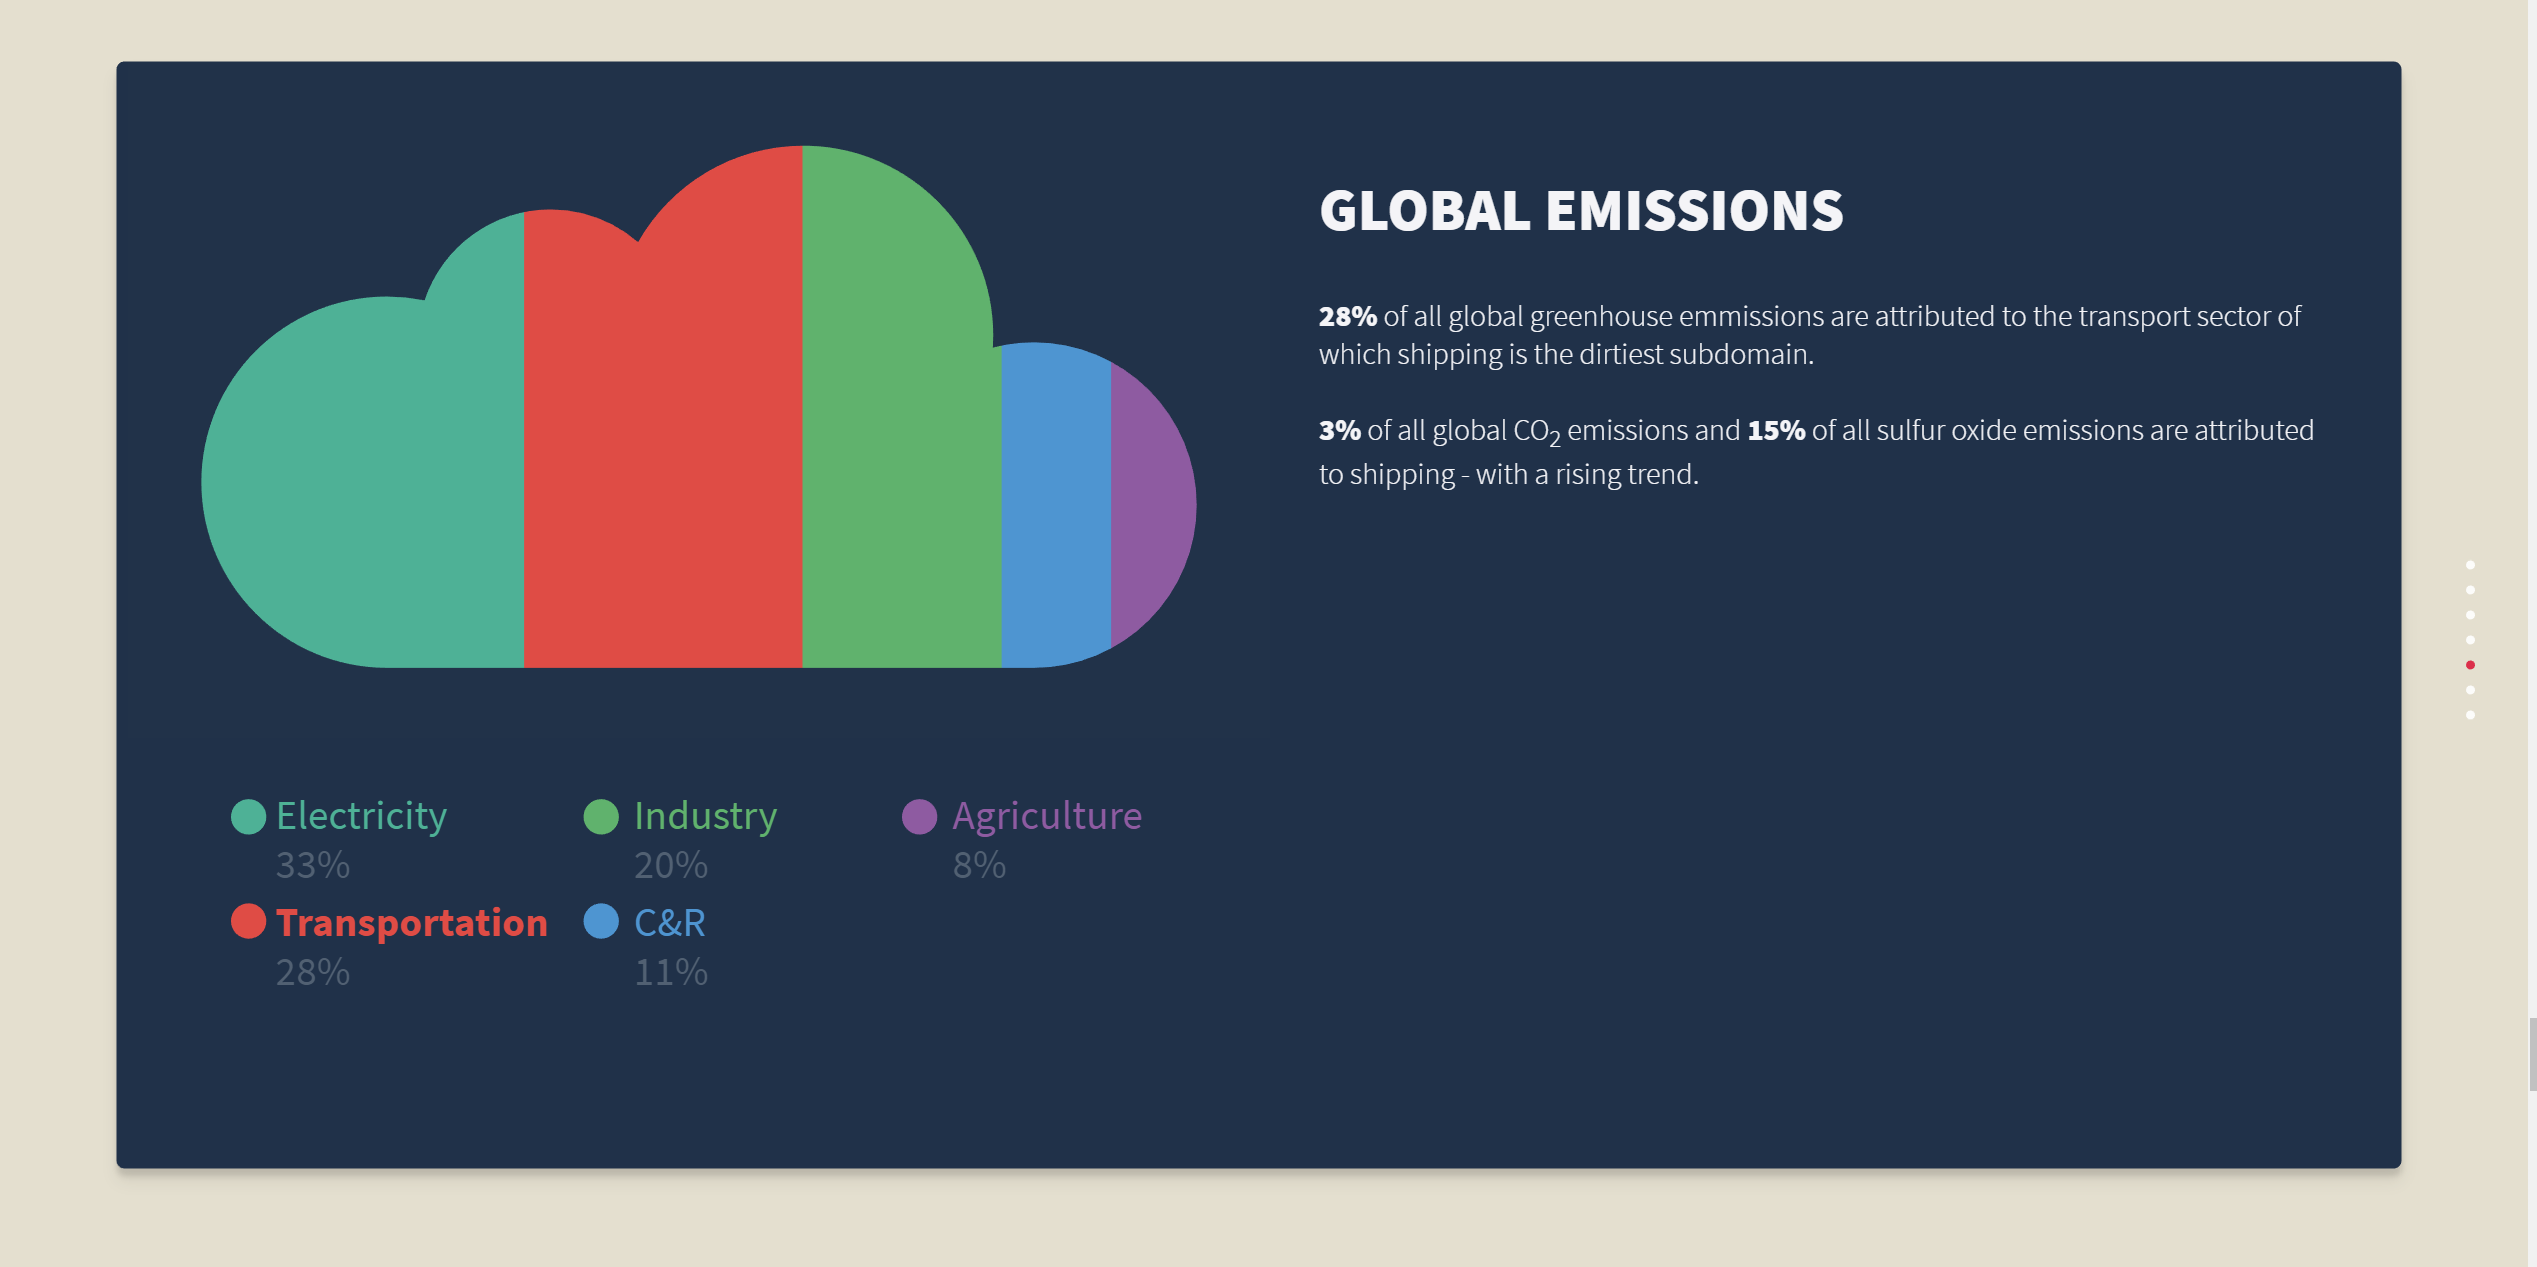 GLOBAL EMISSIONS
28% of all global greenhouse emmissions are attributed to the transport sector of
which shipping is the dirtiest subdomain.
3% of all global CO₂ emissions and 15% of all sulfur oxide emissions are attributed
to shipping - with a rising trend.
Electricity
33%
Industry
20%
Agriculture
8%
Transportation
28%
C&R
11%